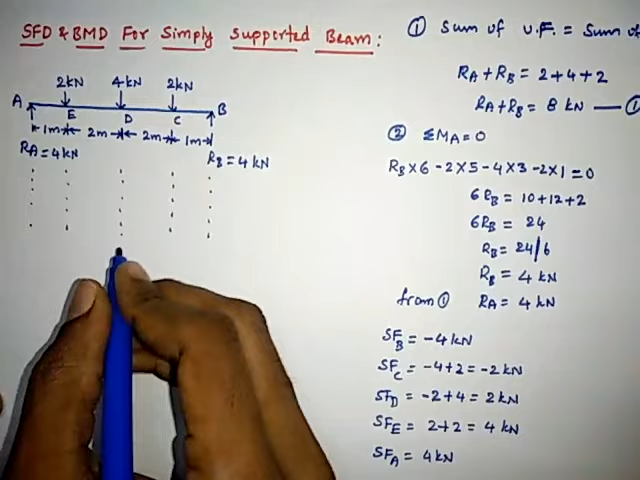 SFD & BMD For Simply Supported Beam:
2kN 4kN 2kN
A B
E D C
1m 2m 2m 1m
RA = 4kN RB = 4 kN
① Sum of U.F. = Sum of
RA + RB = 2+4+2
RA + RB = 8 kN — ①
② ΣMA = 0
RB × 6 - 2×5 - 4×3 - 2×1 = 0
6RB = 10+12+2
6RB = 24
RB = 24/6
RB = 4 kN
from ① RA = 4 kN
SFB = -4 kN
SFC = -4+2 = -2 kN
SFD = -2+4 = 2 kN
SFE = 2+2 = 4 kN
SFA = 4 kN